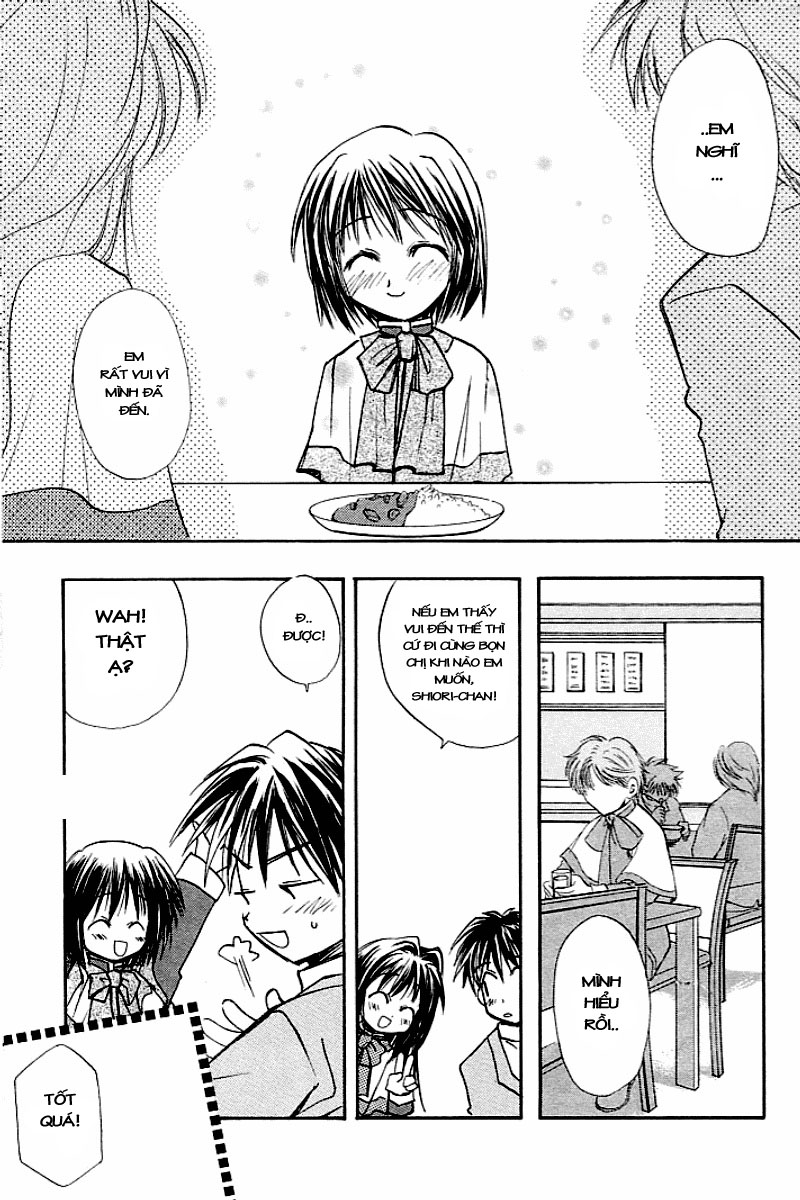 ..EM
NGHĨ
...
EM
RẤT VUI VÌ
MÌNH ĐÃ
ĐẾN.
MÌNH
HIỂU
RỒI..
NẾU EM THẤY
VUI ĐẾN THẾ THÌ
CỨ ĐI CÙNG BỌN
CHỊ KHI NÀO EM
MUỐN,
SHIORI-CHAN!
Đ..
ĐƯỢC!
WAH!
THẬT
Ạ?
TỐT
QUÁ!